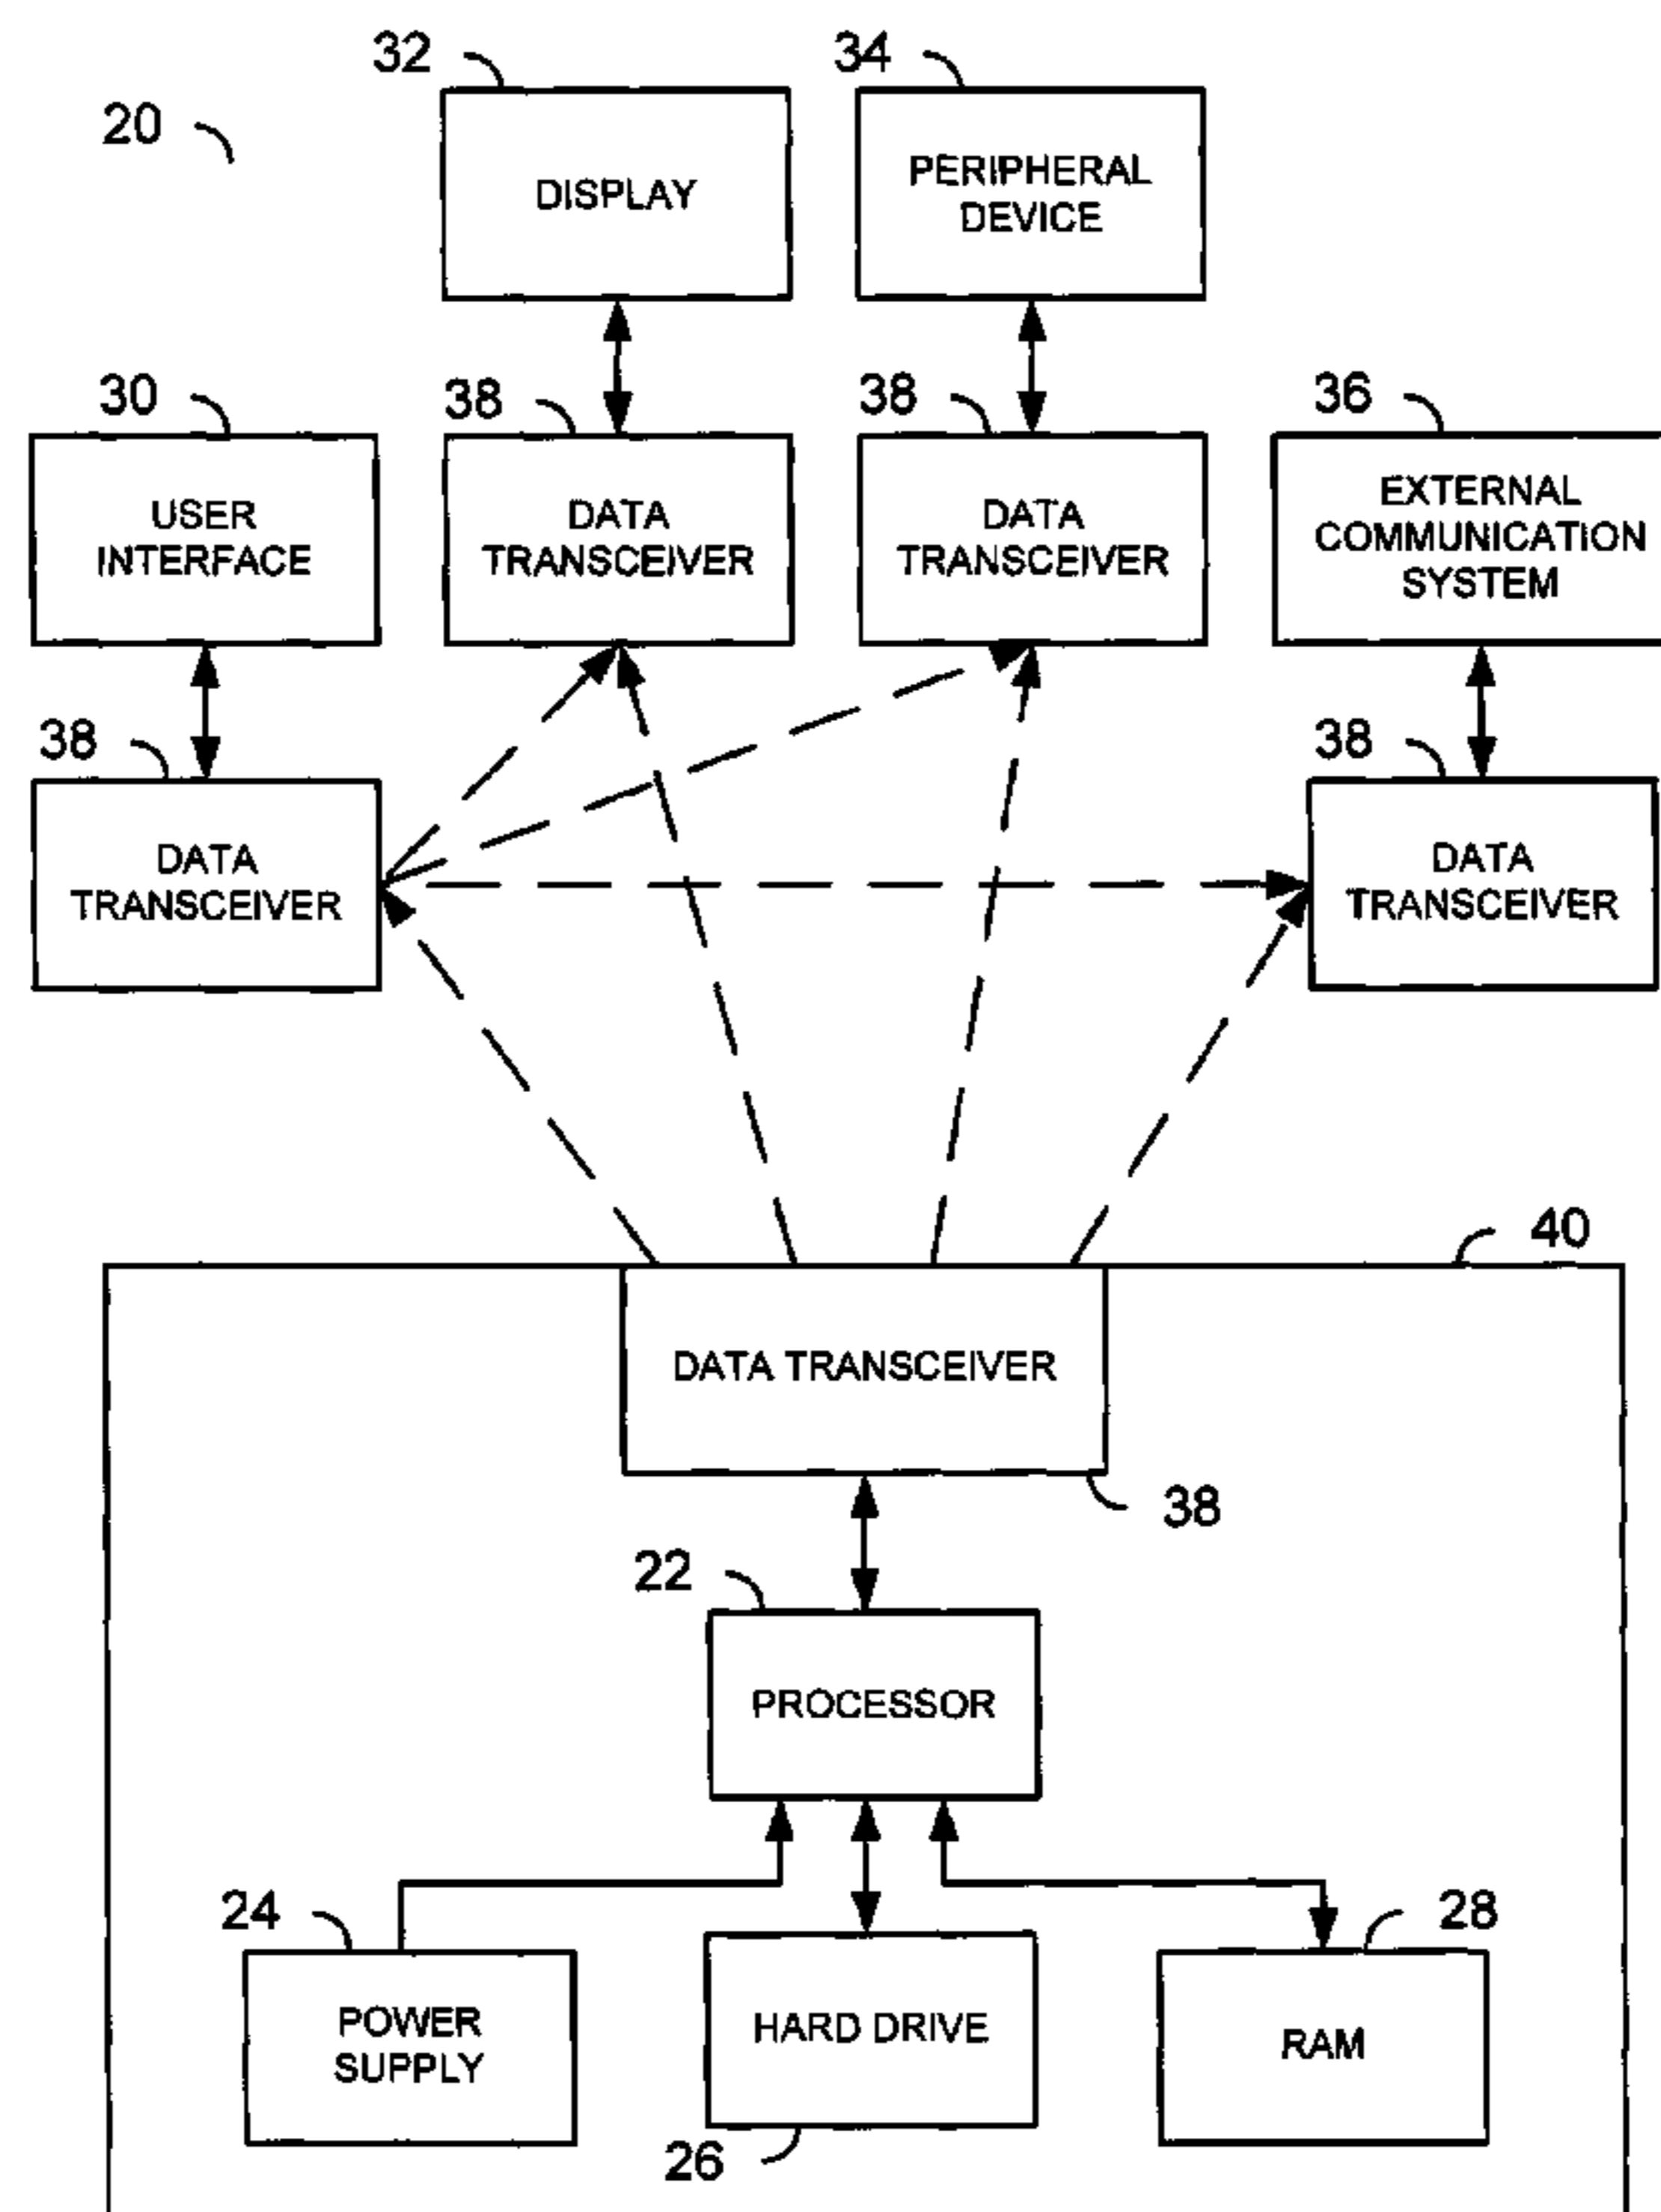 32
34
20
DISPLAY
PERIPHERAL
DEVICE
30
38
38
36
USER
INTERFACE
DATA
TRANSCEIVER
DATA
TRANSCEIVER
EXTERNAL
COMMUNICATION
SYSTEM
38
38
DATA
TRANSCEIVER
DATA
TRANSCEIVER
40
DATA TRANSCEIVER
38
22
PROCESSOR
24
28
POWER
SUPPLY
HARD DRIVE
RAM
26